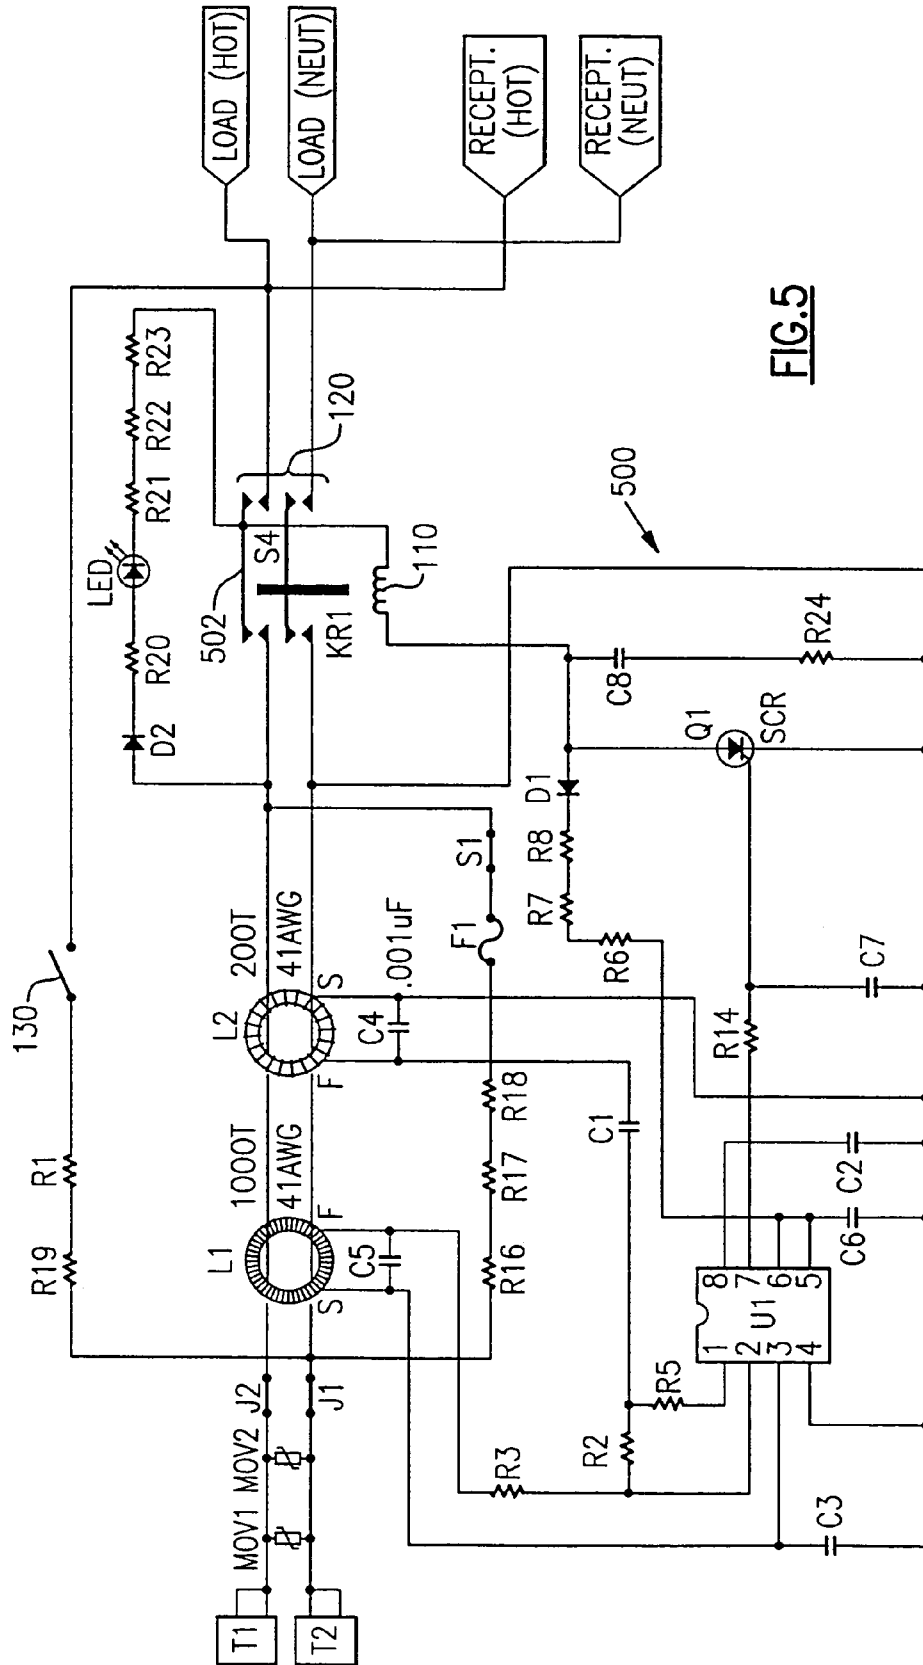 130
R19
R1
LOAD (HOT)
LOAD (NEUT)
RECEPT.
(HOT)
RECEPT.
(NEUT)
D2
R20
LED
R21
R22
R23
502
S4
120
KR1
110
500
T1
T2
MOV1
MOV2
J2
J1
L1
1000T
41AWG
S
F
C5
L2
200T
41AWG
F
S
C4
.001uF
R16
R17
R18
F1
S1
R3
R2
R5
C1
R6
R7
R8
D1
C8
R24
Q1
SCR
R14
C7
U1
1
2
3
4
5
6
7
8
C3
C6
C2
FIG.5